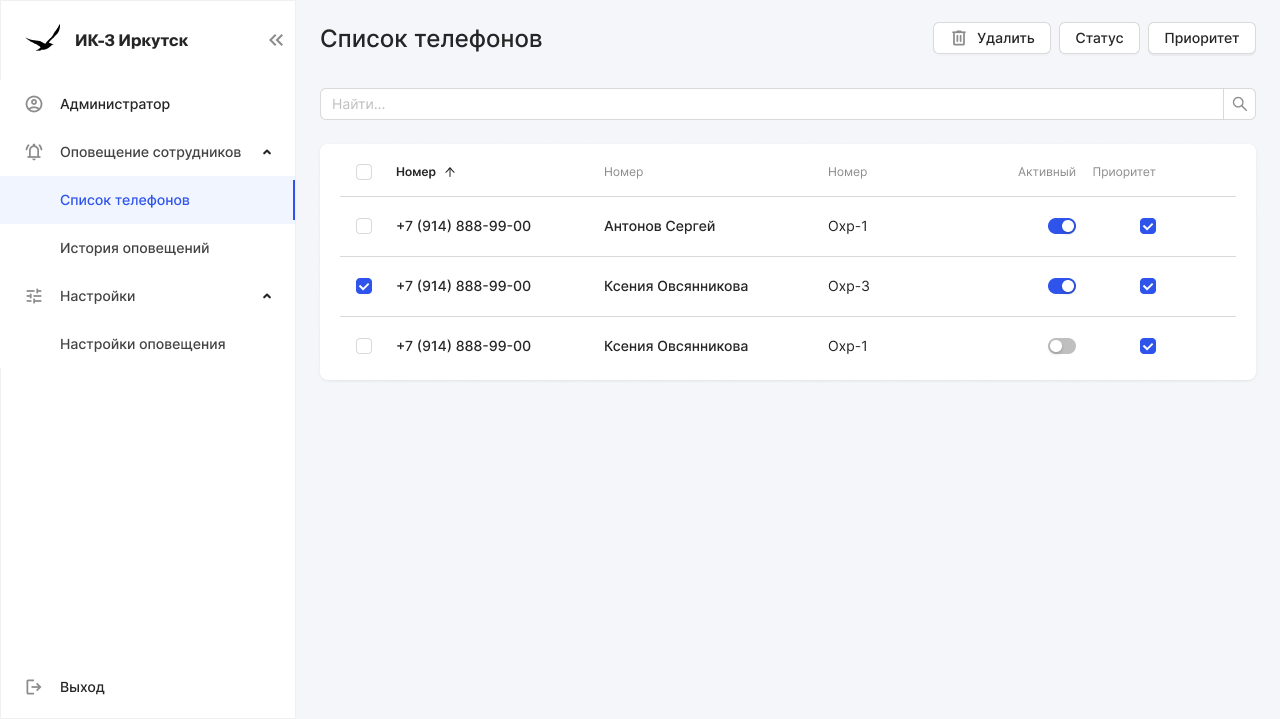 ИК-3 Иркутск
Администратор
Оповещение сотрудников
Список телефонов
История оповещений
Настройки
Настройки оповещения
Выход
Список телефонов
Удалить Статус Приоритет
Найти...
Номер Номер Номер Активный Приоритет
+7 (914) 888-99-00 Антонов Сергей Охр-1
+7 (914) 888-99-00 Ксения Овсянникова Охр-3
+7 (914) 888-99-00 Ксения Овсянникова Охр-1